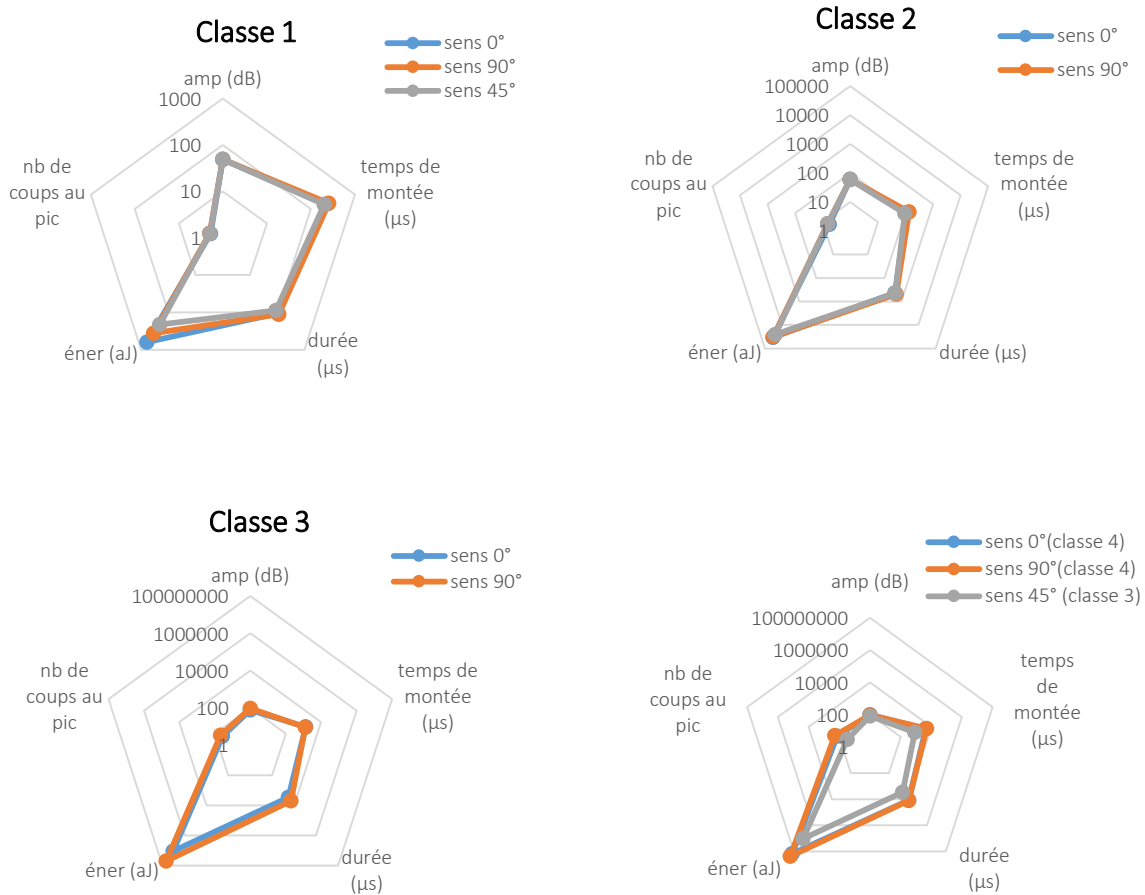 Classe 1
sens 0°
sens 90°
sens 45°
amp (dB)
1000
100
10
1
temps de
montée
(µs)
durée
(µs)
éner (aJ)
nb de
coups au
pic
Classe 2
sens 0°
sens 90°
amp (dB)
100000
10000
1000
100
10
1
temps de
montée
(µs)
durée (µs)
éner (aJ)
nb de
coups au
pic
Classe 3
sens 0°
sens 90°
amp (dB)
100000000
1000000
10000
100
1
temps de
montée
(µs)
durée
(µs)
éner (aJ)
nb de
coups au
pic
sens 0°(classe 4)
sens 90°(classe 4)
sens 45° (classe 3)
amp (dB)
100000000
1000000
10000
100
1
temps
de
montée
(µs)
durée
(µs)
éner (aJ)
nb de
coups au
pic